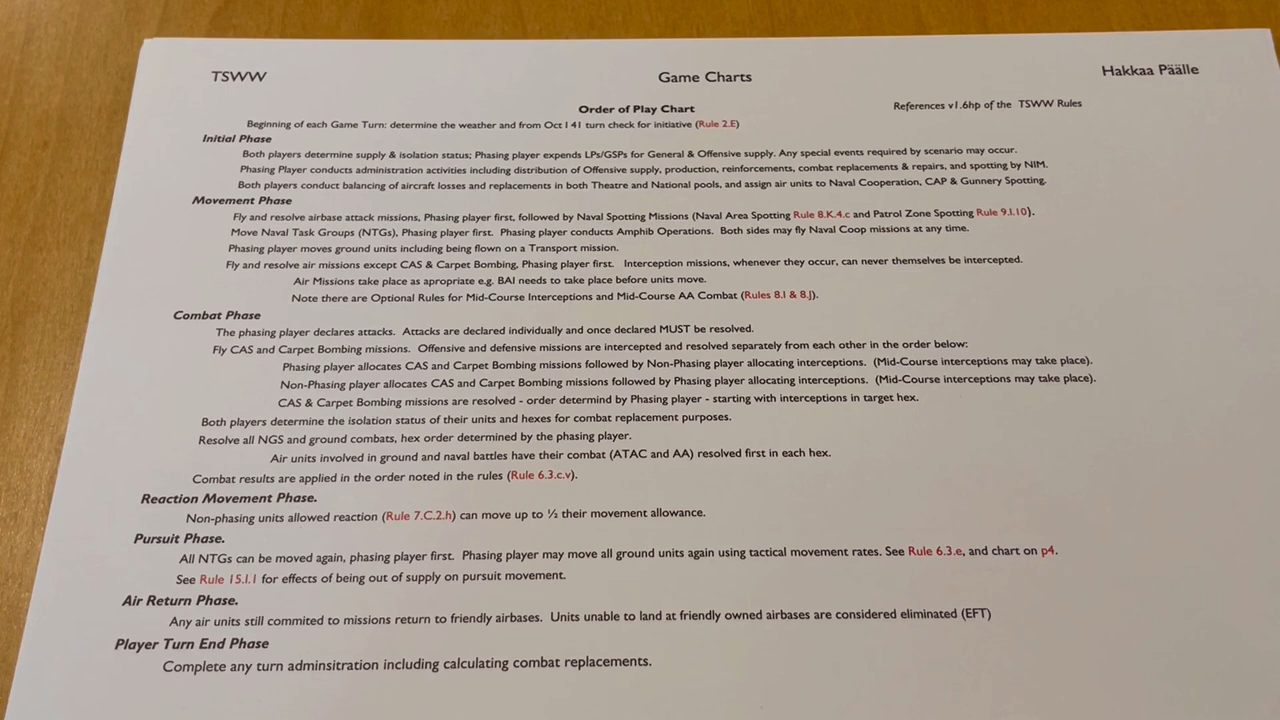 TSWW Game Charts Hakkaa Päälle
Order of Play Chart References v1.6hp of the TSWW Rules
Beginning of each Game Turn: determine the weather and from Oct I 41 turn check for initiative (Rule 2.E)
Initial Phase
Both players determine supply & isolation status; Phasing player expends LPs/GSPs for General & Offensive supply. Any special events required by scenario may occur.
Phasing Player conducts administration activities including distribution of Offensive supply, production, reinforcements, combat replacements & repairs, and spotting by NIM.
Both players conduct balancing of aircraft losses and replacements in both Theatre and National pools, and assign air units to Naval Cooperation, CAP & Gunnery Spotting.
Movement Phase
Fly and resolve airbase attack missions, Phasing player first, followed by Naval Spotting Missions (Naval Area Spotting Rule 8.K.4.c and Patrol Zone Spotting Rule 9.I.10).
Move Naval Task Groups (NTGs), Phasing player first. Phasing player conducts Amphib Operations. Both sides may fly Naval Coop missions at any time.
Phasing player moves ground units including being flown on a Transport mission.
Fly and resolve air missions except CAS & Carpet Bombing, Phasing player first. Interception missions, whenever they occur, can never themselves be intercepted.
Air Missions take place as apropriate e.g. BAI needs to take place before units move.
Note there are Optional Rules for Mid-Course Interceptions and Mid-Course AA Combat (Rules 8.I & 8.J).
Combat Phase
The phasing player declares attacks. Attacks are declared individually and once declared MUST be resolved.
Fly CAS and Carpet Bombing missions. Offensive and defensive missions are intercepted and resolved separately from each other in the order below:
Phasing player allocates CAS and Carpet Bombing missions followed by Non-Phasing player allocating interceptions. (Mid-Course interceptions may take place).
Non-Phasing player allocates CAS and Carpet Bombing missions followed by Phasing player allocating interceptions. (Mid-Course interceptions may take place).
CAS & Carpet Bombing missions are resolved - order determind by Phasing player - starting with interceptions in target hex.
Both players determine the isolation status of their units and hexes for combat replacement purposes.
Resolve all NGS and ground combats, hex order determined by the phasing player.
Air units involved in ground and naval battles have their combat (ATAC and AA) resolved first in each hex.
Combat results are applied in the order noted in the rules (Rule 6.3.c.v).
Reaction Movement Phase.
Non-phasing units allowed reaction (Rule 7.C.2.h) can move up to ½ their movement allowance.
Pursuit Phase.
All NTGs can be moved again, phasing player first. Phasing player may move all ground units again using tactical movement rates. See Rule 6.3.e, and chart on p4.
See Rule 15.I.1 for effects of being out of supply on pursuit movement.
Air Return Phase.
Any air units still commited to missions return to friendly airbases. Units unable to land at friendly owned airbases are considered eliminated (EFT)
Player Turn End Phase
Complete any turn adminsitration including calculating combat replacements.